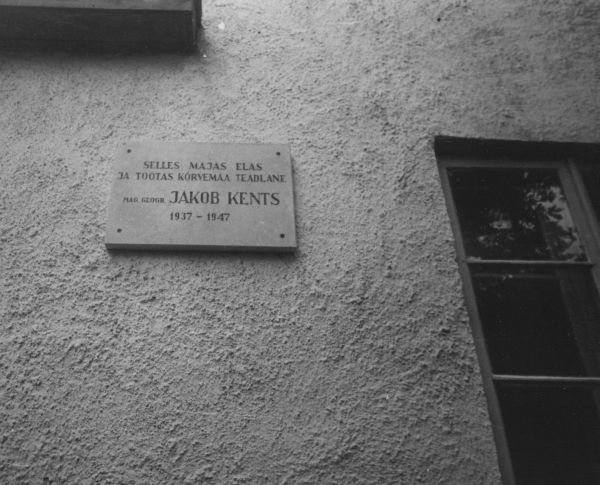 SELLES MAJAS ELAS
JA TÖÖTAS KÕRVEMAA TEADLANE
MAG. GEOGR. JAKOB KENTS
1937 - 1947